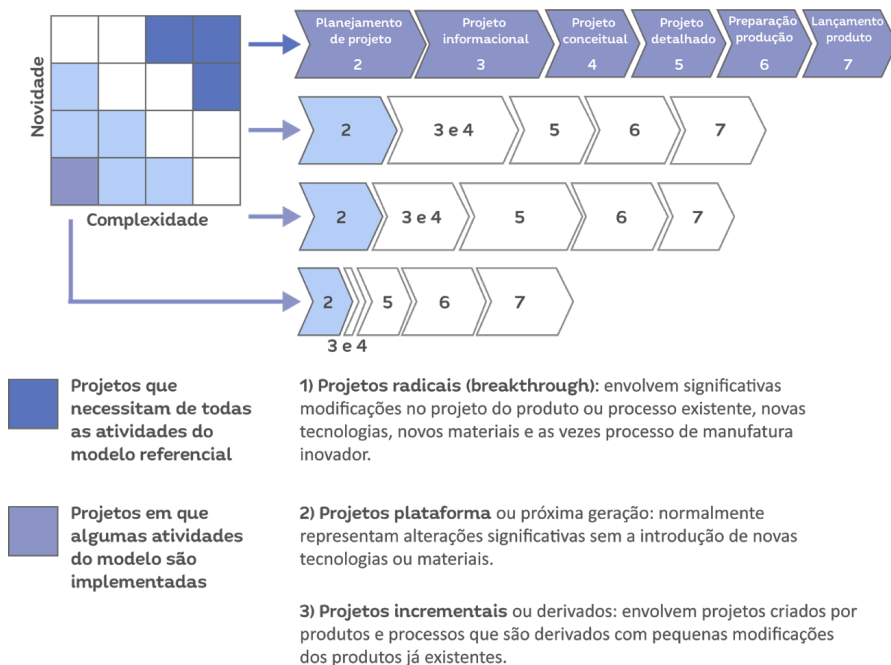 Novidade
Complexidade
Planejamento
de projeto
2
Projeto
informacional
3
Projeto
conceitual
4
Projeto
detalhado
5
Preparação
produção
6
Lançamento
produto
7
2
3 e 4
5
6
7
2
3 e 4
5
6
7
2
3 e 4
5
6
7
Projetos que
necessitam de todas
as atividades do
modelo referencial
1) Projetos radicais (breakthrough): envolvem significativas
modificações no projeto do produto ou processo existente, novas
tecnologias, novos materiais e as vezes processo de manufatura
inovador.
Projetos em que
algumas atividades
do modelo são
implementadas
2) Projetos plataforma ou próxima geração: normalmente
representam alterações significativas sem a introdução de novas
tecnologias ou materiais.
3) Projetos incrementais ou derivados: envolvem projetos criados por
produtos e processos que são derivados com pequenas modificações
dos produtos já existentes.